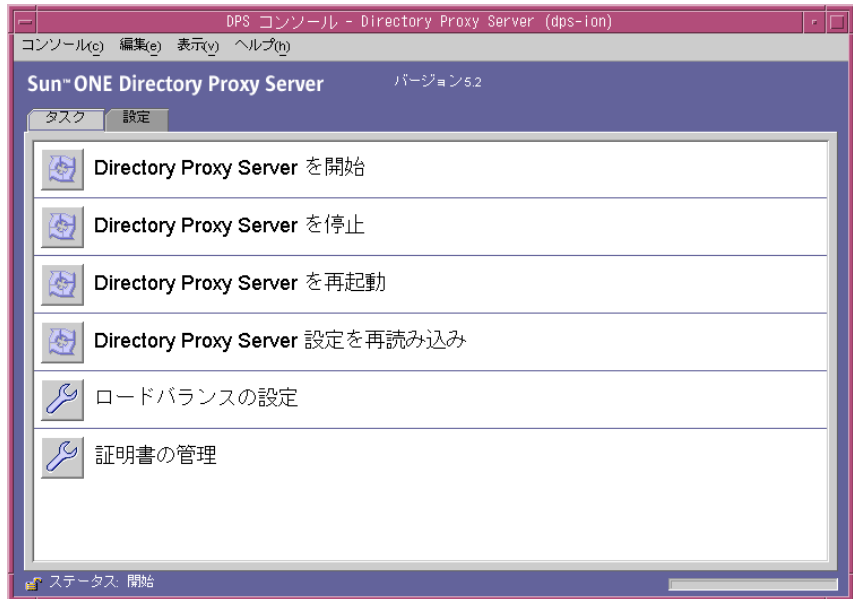 DPS コンソール - Directory Proxy Server (dps-ion)
コンソール(c) 編集(e) 表示(v) ヘルプ(h)
Sun™ ONE Directory Proxy Server バージョン5.2
タスク 設定
Directory Proxy Server を開始
Directory Proxy Server を停止
Directory Proxy Server を再起動
Directory Proxy Server 設定を再読み込み
ロードバランスの設定
証明書の管理
ステータス: 開始